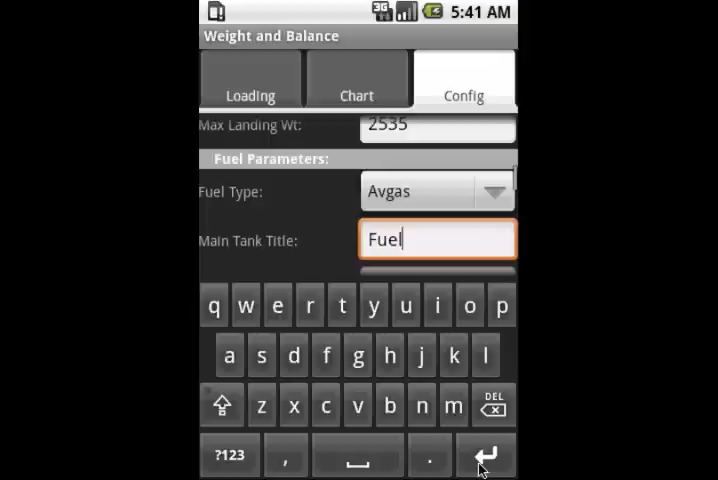 3G 5:41 AM
Weight and Balance
Loading Chart Config
Max Landing Wt: 2535
Fuel Parameters:
Fuel Type: Avgas
Main Tank Title: Fuel
q w e r t y u i o p
a s d f g h j k l
z x c v b n m DEL
?123 , .